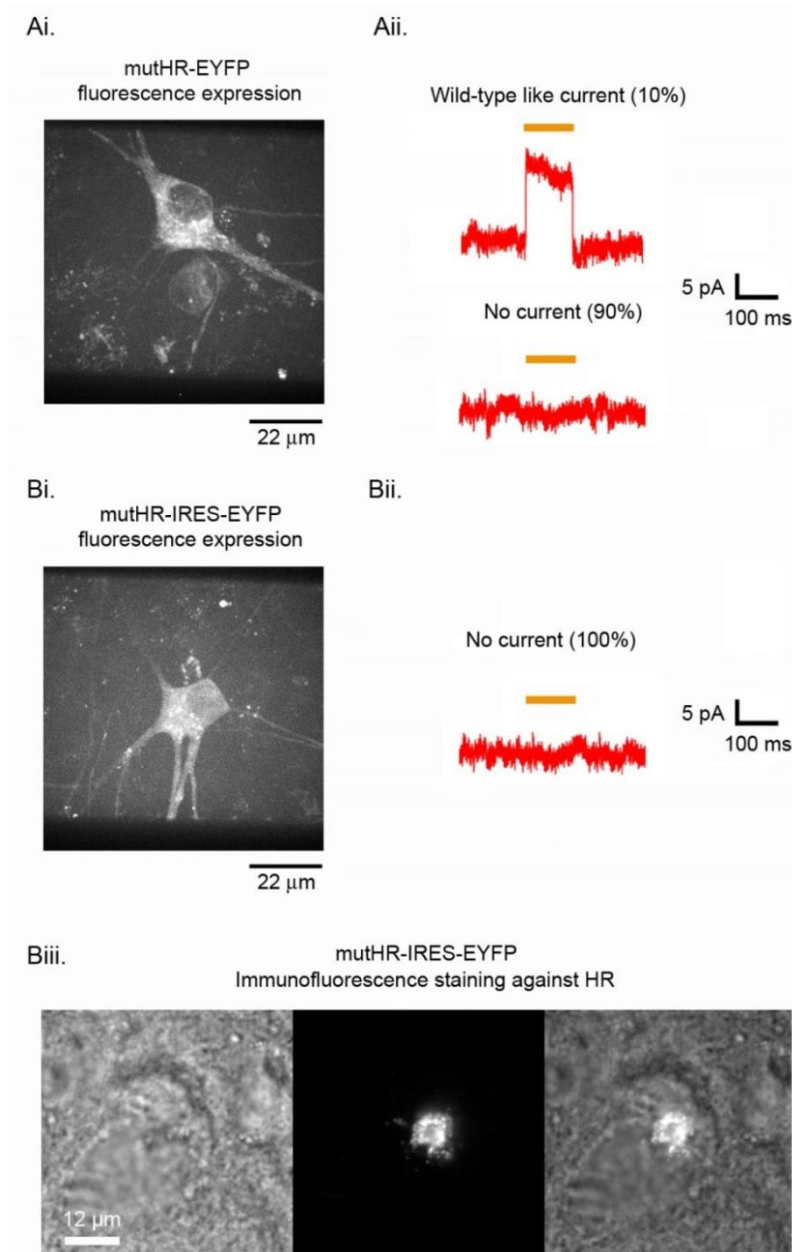 Ai.
mutHR-EYFP
fluorescence expression
22 μm
Aii.
Wild-type like current (10%)
No current (90%)
5 pA
100 ms
Bi.
mutHR-IRES-EYFP
fluorescence expression
22 μm
Bii.
No current (100%)
5 pA
100 ms
Biii.
mutHR-IRES-EYFP
Immunofluorescence staining against HR
12 μm